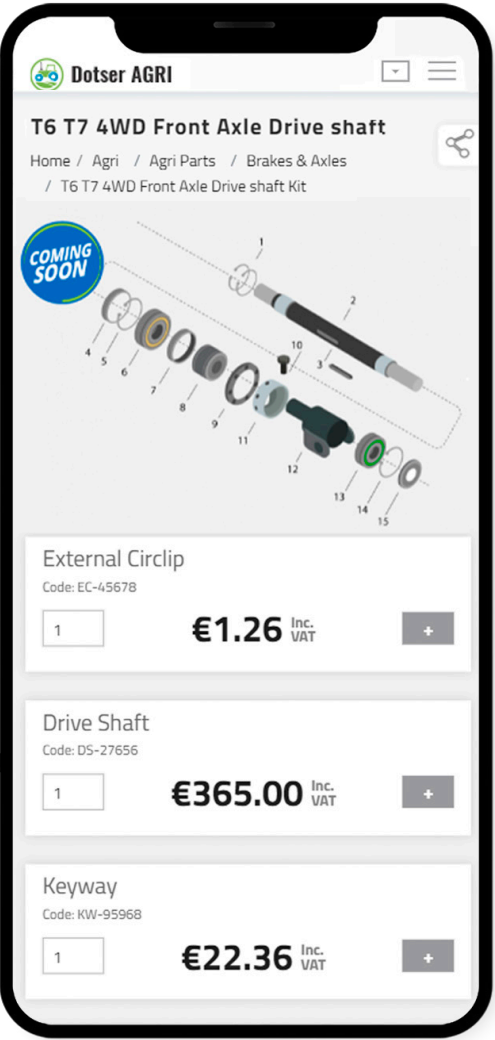 Dotser AGRI
T6 T7 4WD Front Axle Drive shaft
Home / Agri / Agri Parts / Brakes & Axles
/ T6 T7 4WD Front Axle Drive shaft Kit
COMING
SOON
1
2
3
4
5
6
7
8
9
10
11
12
13
14
15
External Circlip
Code: EC-45678
1 €1.26 Inc. VAT +
Drive Shaft
Code: DS-27656
1 €365.00 Inc. VAT +
Keyway
Code: KW-95968
1 €22.36 Inc. VAT +